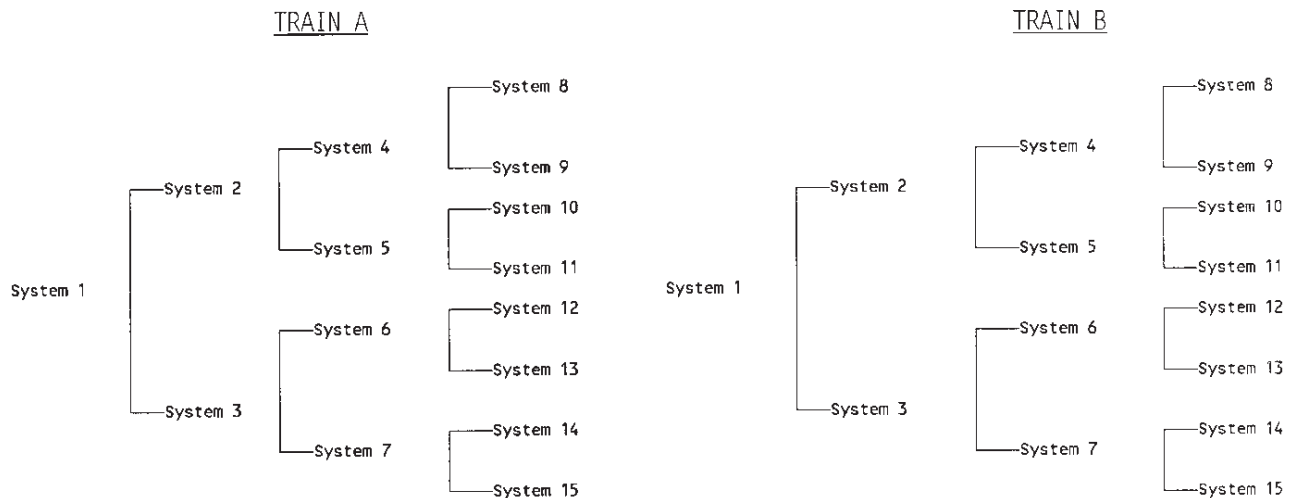 TRAIN A
System 8
System 4
System 9
System 2
System 10
System 5
System 11
System 1
System 12
System 6
System 13
System 3
System 14
System 7
System 15
TRAIN B
System 8
System 4
System 9
System 2
System 10
System 5
System 11
System 1
System 12
System 6
System 13
System 3
System 14
System 7
System 15